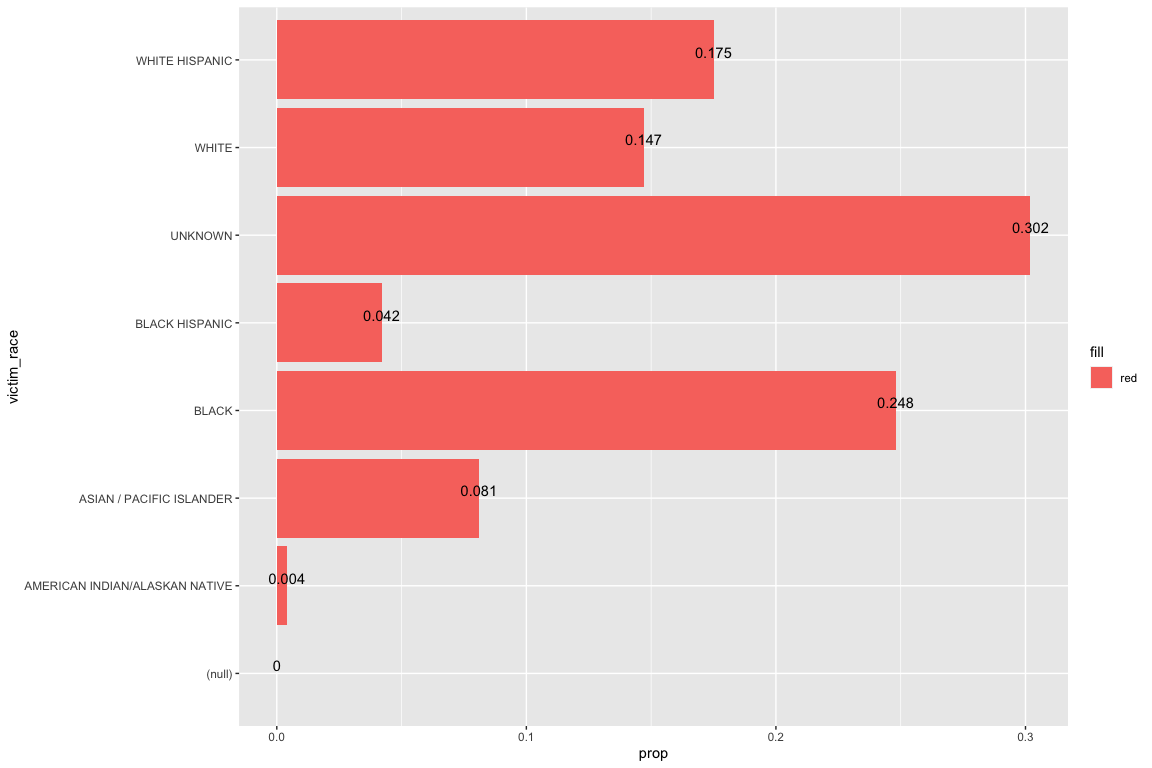 WHITE HISPANIC
0.175
WHITE
0.147
UNKNOWN
0.302
BLACK HISPANIC
0.042
BLACK
0.248
ASIAN / PACIFIC ISLANDER
0.081
AMERICAN INDIAN/ALASKAN NATIVE
0.004
(null)
0
victim_race
0.0 0.1 0.2 0.3
prop
fill
red